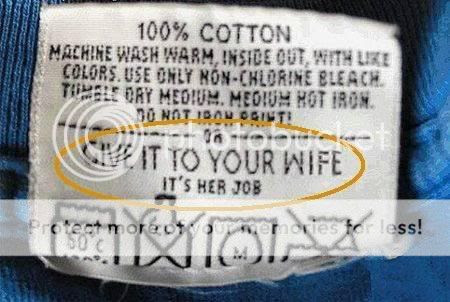 100% COTTON
MACHINE WASH WARM, INSIDE OUT, WITH LIKE
COLORS. USE ONLY NON-CHLORINE BLEACH.
TUMBLE DRY MEDIUM. MEDIUM HOT IRON.
DO NOT IRON PRINT!
OR
GIVE IT TO YOUR WIFE
IT'S HER JOB
photobucket
Protect more of your memories for less!
60°C
M